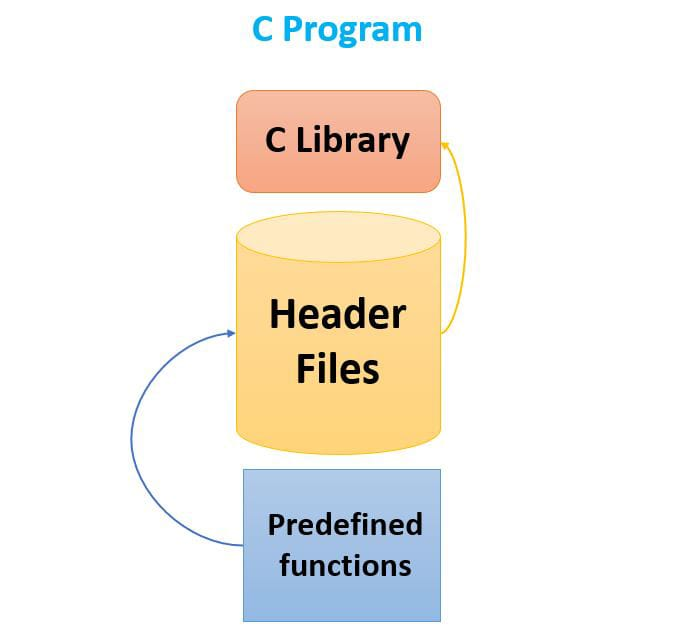 C Program
C Library
Header
Files
Predefined
functions